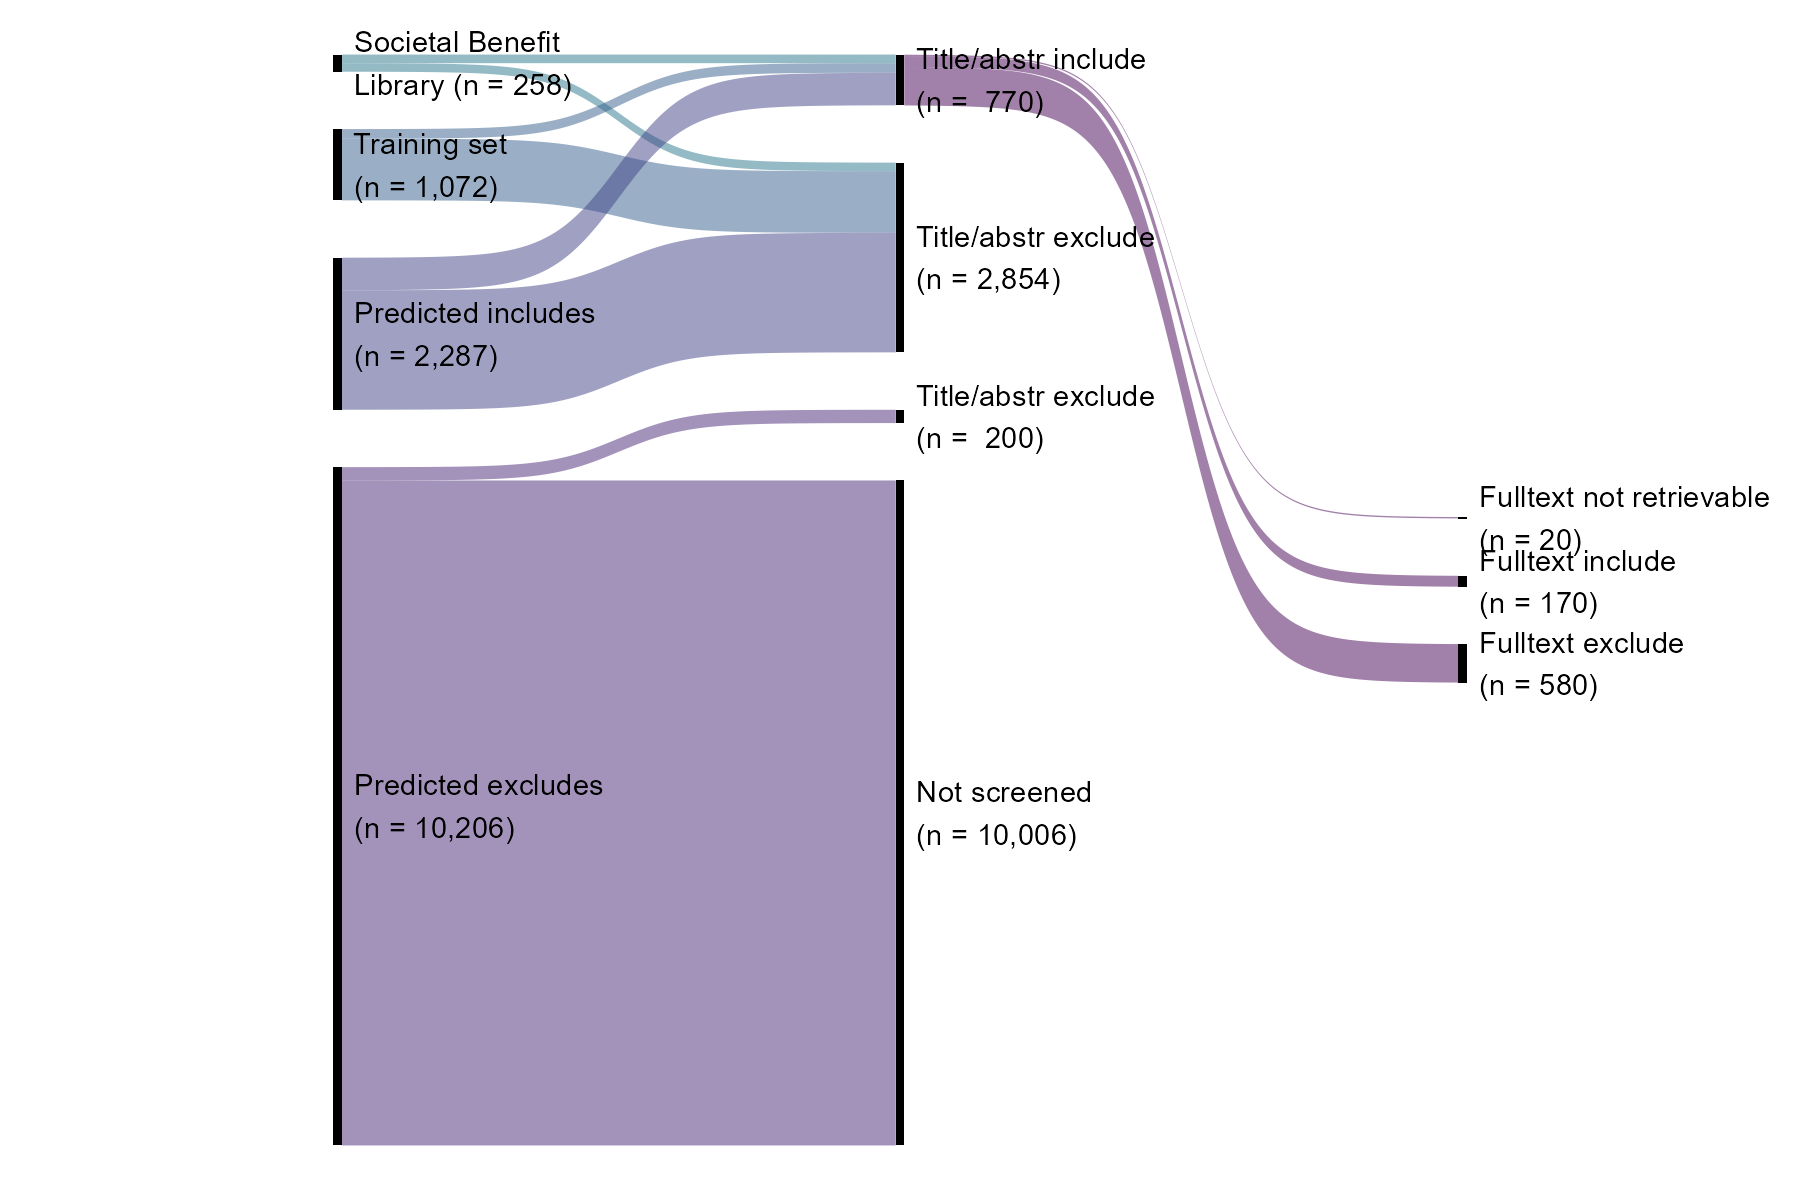 Societal Benefit
Library (n = 258)
Training set
(n = 1,072)
Predicted includes
(n = 2,287)
Predicted excludes
(n = 10,206)
Title/abstr include
(n =  770)
Title/abstr exclude
(n = 2,854)
Title/abstr exclude
(n =  200)
Not screened
(n = 10,006)
Fulltext not retrievable
(n = 20)
Fulltext include
(n = 170)
Fulltext exclude
(n = 580)